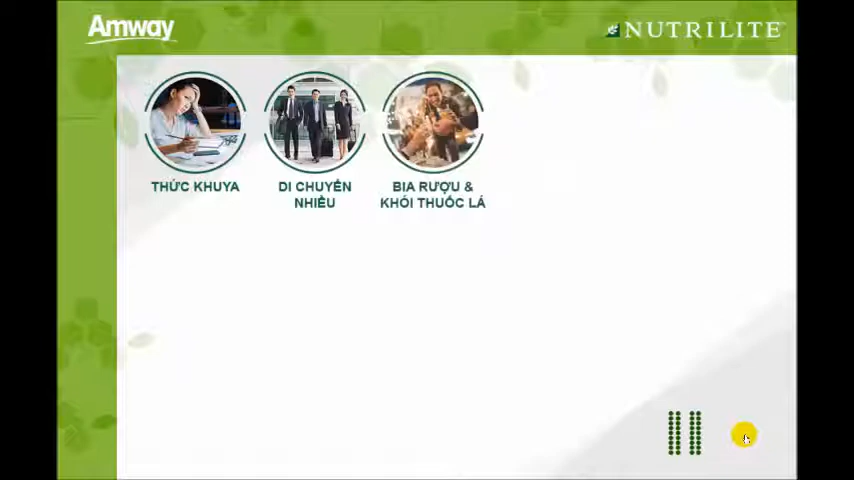 Amway
NUTRILITE
THỨC KHUYA
DI CHUYỂN
NHIỀU
BIA RƯỢU &
KHÓI THUỐC LÁ